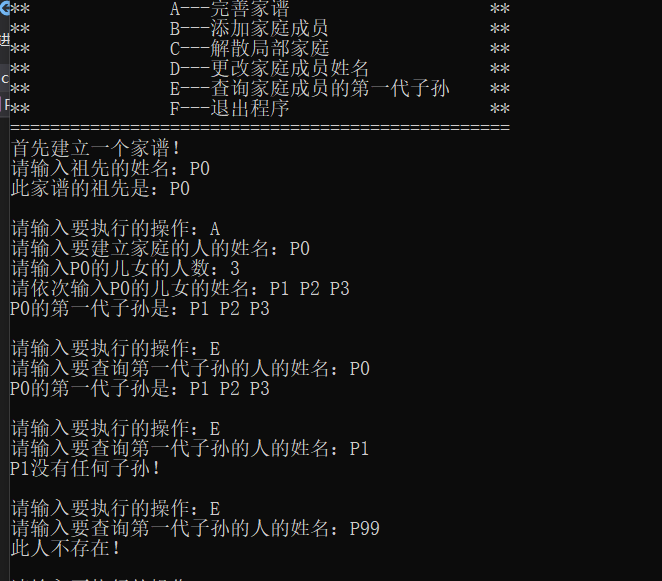 **              A---完善家谱                    **
**              B---添加家庭成员                **
**              C---解散局部家庭                **
**              D---更改家庭成员姓名            **
**              E---查询家庭成员的第一代子孙    **
**              F---退出程序                    **
==================================================
首先建立一个家谱!
请输入祖先的姓名: P0
此家谱的祖先是: P0
请输入要执行的操作: A
请输入要建立家庭的人的姓名: P0
请输入P0的儿女的人数: 3
请依次输入P0的儿女的姓名: P1 P2 P3
P0的第一代子孙是: P1 P2 P3
请输入要执行的操作: E
请输入要查询第一代子孙的人的姓名: P0
P0的第一代子孙是: P1 P2 P3
请输入要执行的操作: E
请输入要查询第一代子孙的人的姓名: P1
P1没有任何子孙!
请输入要执行的操作: E
请输入要查询第一代子孙的人的姓名: P99
此人不存在!